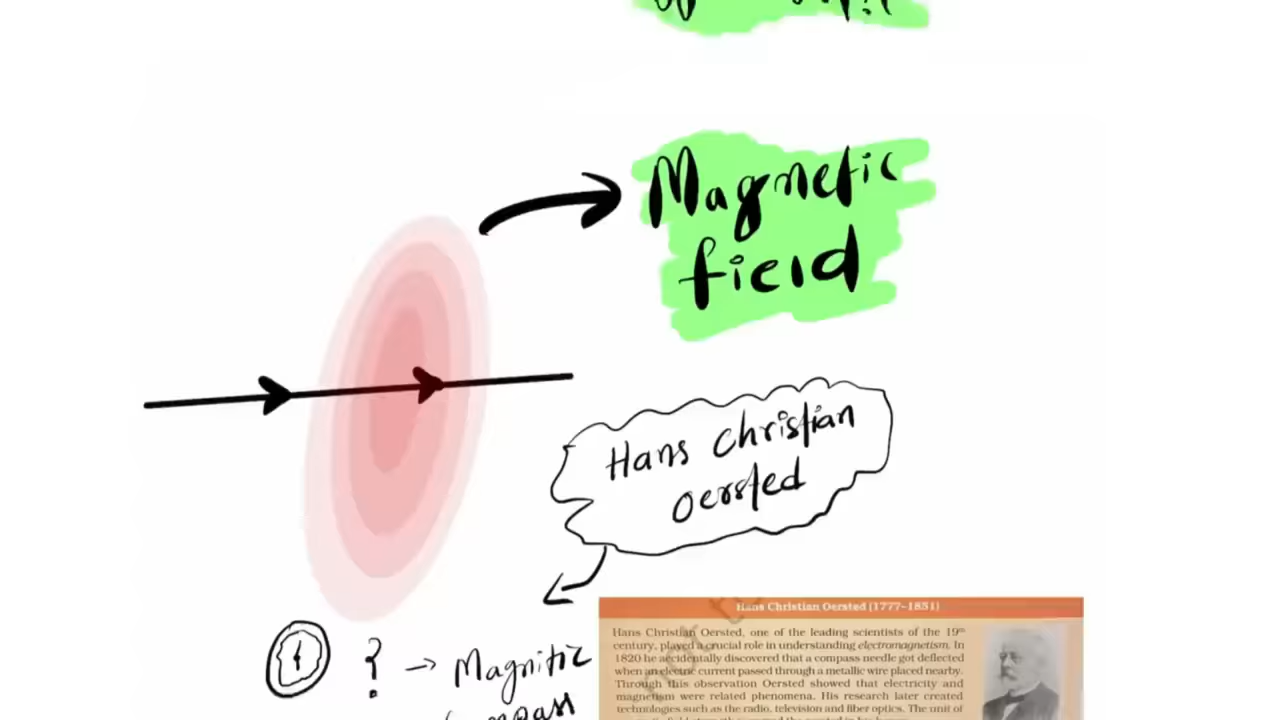 Magnetic
field
Hans Christian
Oersted
? → Magnitic
Hans Christian Oersted (1777–1851)
Hans Christian Oersted, one of the leading scientists of the 19th
century, played a crucial role in understanding electromagnetism. In
1820 he accidentally discovered that a compass needle got deflected
when an electric current passed through a metallic wire placed nearby.
Through this observation Oersted showed that electricity and
magnetism were related phenomena. His research later created
technologies such as the radio, television and fiber optics. The unit of